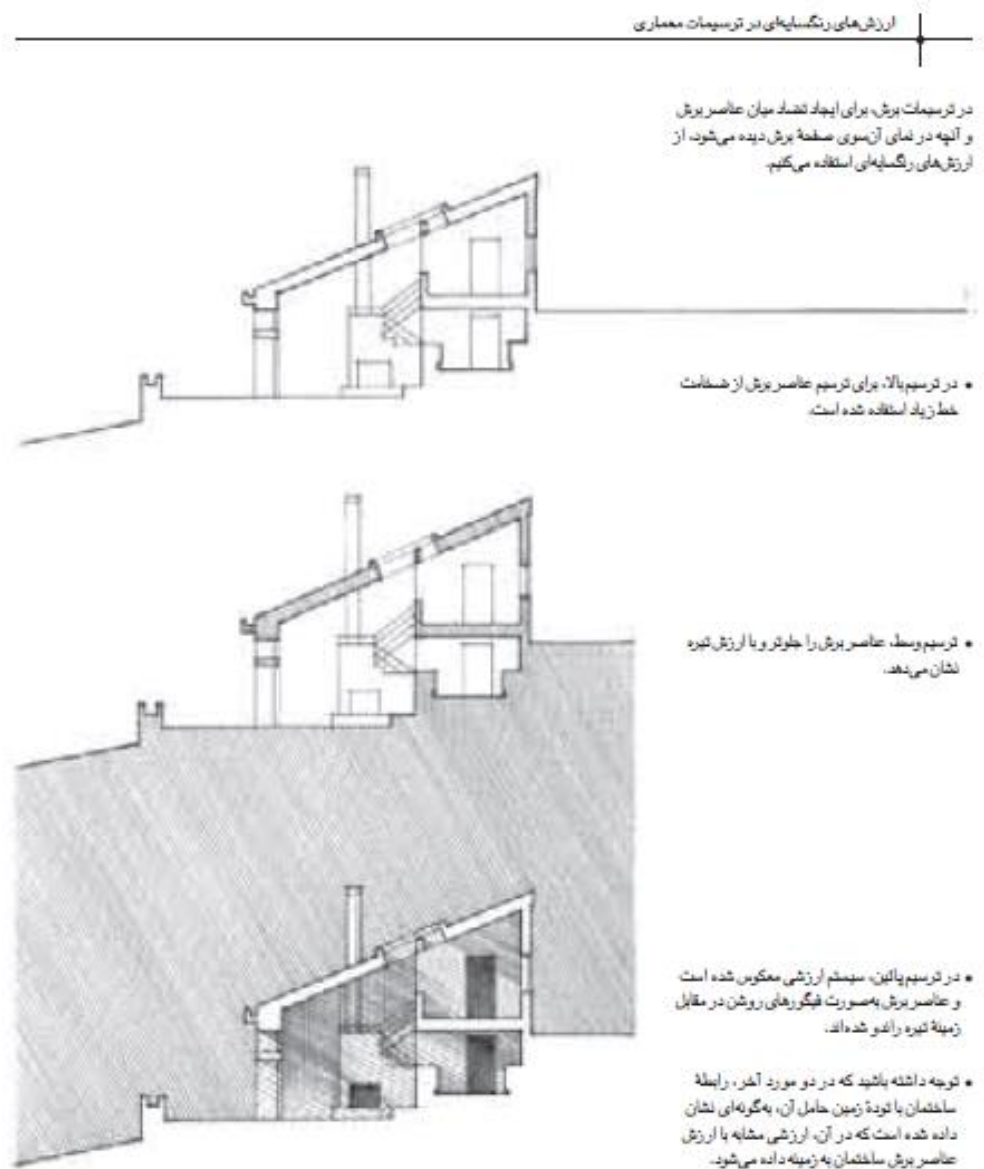 ارزش‌های رنگسایه‌ای در ترسیمات معماری
در ترسیمات برش، برای ایجاد تضاد میان عناصر برش
و آنچه در نمای آن‌سوی صفحهٔ برش دیده می‌شود، از
ارزش‌های رنگسایه‌ای استفاده می‌کنیم.
• در ترسیم بالا، برای ترسیم عناصر برش از ضخامت
خط زیاد استفاده شده است.
• ترسیم وسط، عناصر برش را جلوتر و با ارزش تیره
نشان می‌دهد.
• در ترسیم پائین، سیستم ارزشی معکوس شده است
و عناصر برش به‌صورت فیگورهای روشن در مقابل
زمینهٔ تیره راندو شده‌اند.
• توجه داشته باشید که در دو مورد آخر، رابطهٔ
ساختمان با تودهٔ زمین حامل آن، به‌گونه‌ای نشان
داده شده است که در آن، ارزشی مشابه با ارزش
عناصر برش ساختمان به زمینه داده می‌شود.